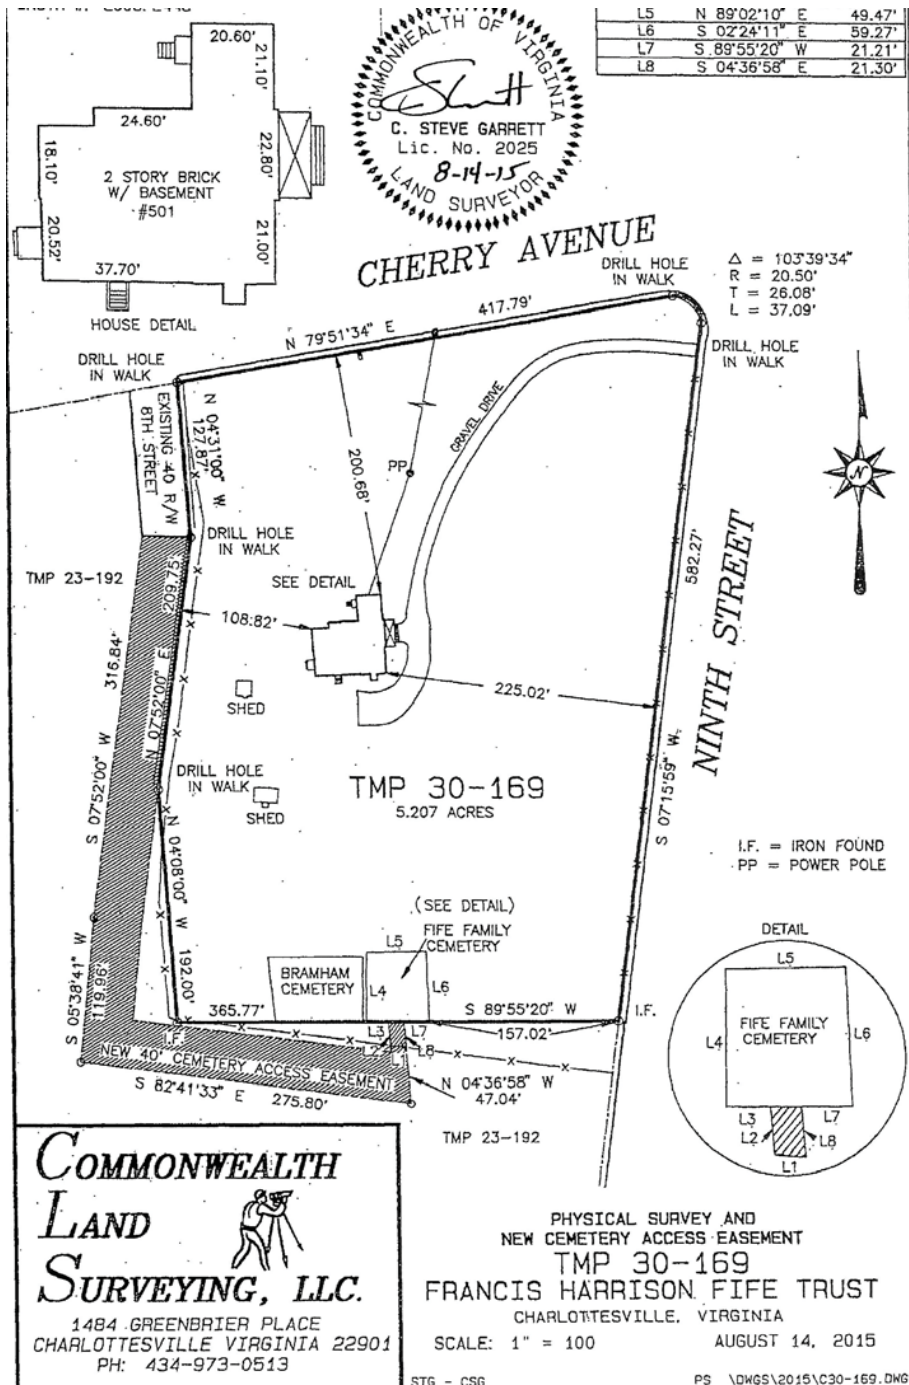 L5 N 89°02'10" E 49.47'
L6 S 02°24'11" E 59.27'
L7 S 89°55'20" W 21.21'
L8 S 04°36'58" E 21.30'
20.60'
21.10'
24.60'
22.80'
18.10'
2 STORY BRICK
W/ BASEMENT
#501
20.52'
21.00'
37.70'
HOUSE DETAIL
COMMONWEALTH OF VIRGINIA
C. STEVE GARRETT
Lic. No. 2025
8-14-15
LAND SURVEYOR
CHERRY AVENUE
DRILL HOLE
IN WALK
Δ = 103°39'34"
R = 20.50'
T = 26.08'
L = 37.09'
N 79°51'34" E
417.79'
DRILL HOLE
IN WALK
DRILL HOLE
IN WALK
EXISTING 40 R/W
8TH STREET
N 04°31'00" W
127.87'
200.68'
PP
GRAVEL DRIVE
N
DRILL HOLE
IN WALK
TMP 23-192
209.75'
N 07°52'00" E
SEE DETAIL
108.82'
582.27'
NINTH STREET
316.84'
S 07°52'00" W
225.02'
SHED
DRILL HOLE
IN WALK
SHED
TMP 30-169
5.207 ACRES
S 07°15'59" W
I.F. = IRON FOUND
PP = POWER POLE
N 04°08'00" W
192.00'
(SEE DETAIL)
FIFE FAMILY
CEMETERY
L5
BRAMHAM
CEMETERY
L4
L6
S 05°38'41" W
119.96'
365.77'
S 89°55'20" W
157.02'
I.F.
I.F.
L3
L7
L2
L1
L8
NEW 40' CEMETERY ACCESS EASEMENT
S 82°41'33" E
275.80'
N 04°36'58" W
47.04'
TMP 23-192
DETAIL
L5
FIFE FAMILY
CEMETERY
L4
L6
L3
L7
L2
L8
L1
COMMONWEALTH
LAND
SURVEYING, LLC.
1484 GREENBRIER PLACE
CHARLOTTESVILLE VIRGINIA 22901
PH: 434-973-0513
PHYSICAL SURVEY AND
NEW CEMETERY ACCESS EASEMENT
TMP 30-169
FRANCIS HARRISON FIFE TRUST
CHARLOTTESVILLE, VIRGINIA
SCALE: 1" = 100
AUGUST 14, 2015
STG - CSG
PS \DWGS\2015\C30-169.DWG